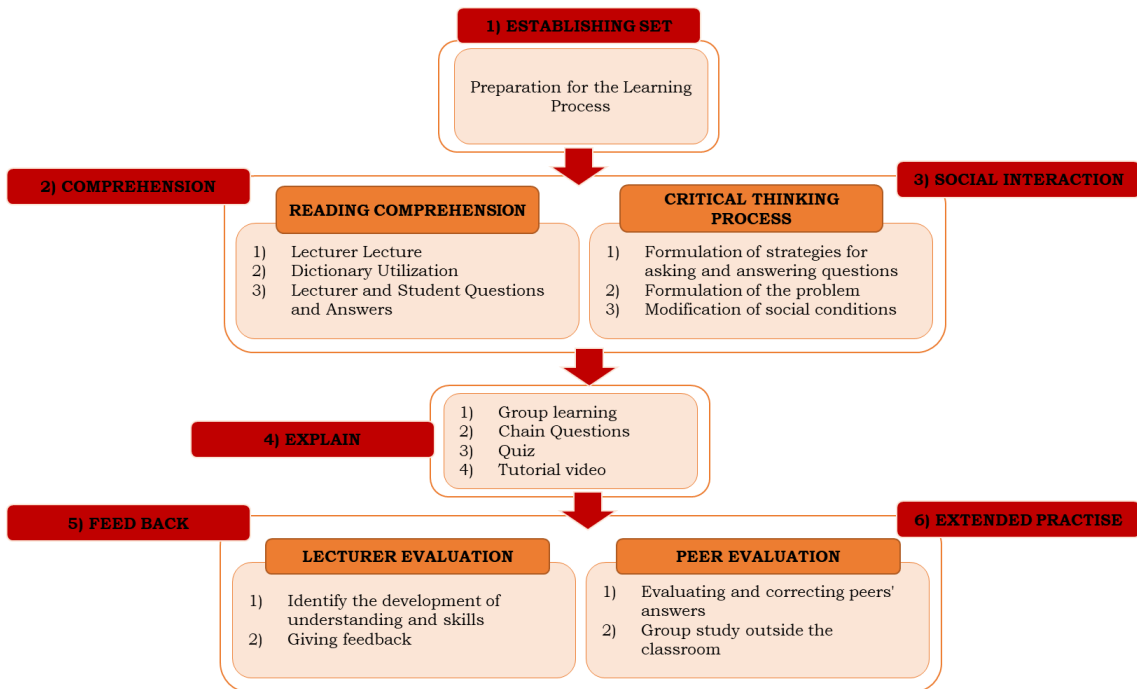 1) ESTABLISHING SET
Preparation for the Learning
Process
2) COMPREHENSION
3) SOCIAL INTERACTION
READING COMPREHENSION
1) Lecturer Lecture
2) Dictionary Utilization
3) Lecturer and Student Questions
and Answers
CRITICAL THINKING
PROCESS
1) Formulation of strategies for
asking and answering questions
2) Formulation of the problem
3) Modification of social conditions
4) EXPLAIN
1) Group learning
2) Chain Questions
3) Quiz
4) Tutorial video
5) FEED BACK
6) EXTENDED PRACTISE
LECTURER EVALUATION
1) Identify the development of
understanding and skills
2) Giving feedback
PEER EVALUATION
1) Evaluating and correcting peers'
answers
2) Group study outside the
classroom